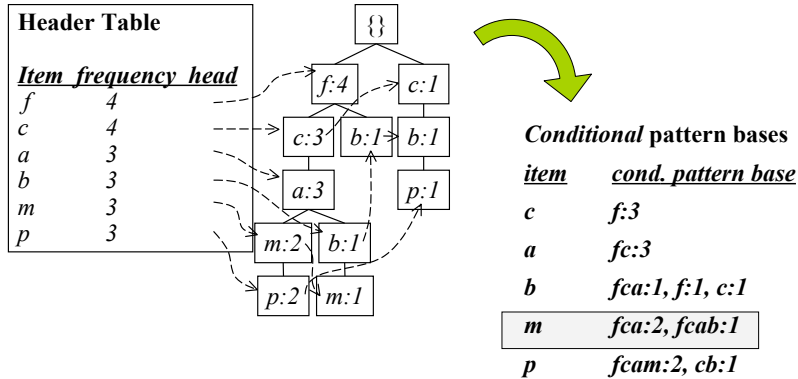 Header Table
Item frequency head
f 4
c 4
a 3
b 3
m 3
p 3
{}
f:4 c:1
c:3 b:1 b:1
a:3 p:1
m:2 b:1
p:2 m:1
Conditional pattern bases
item cond. pattern base
c f:3
a fc:3
b fca:1, f:1, c:1
m fca:2, fcab:1
p fcam:2, cb:1